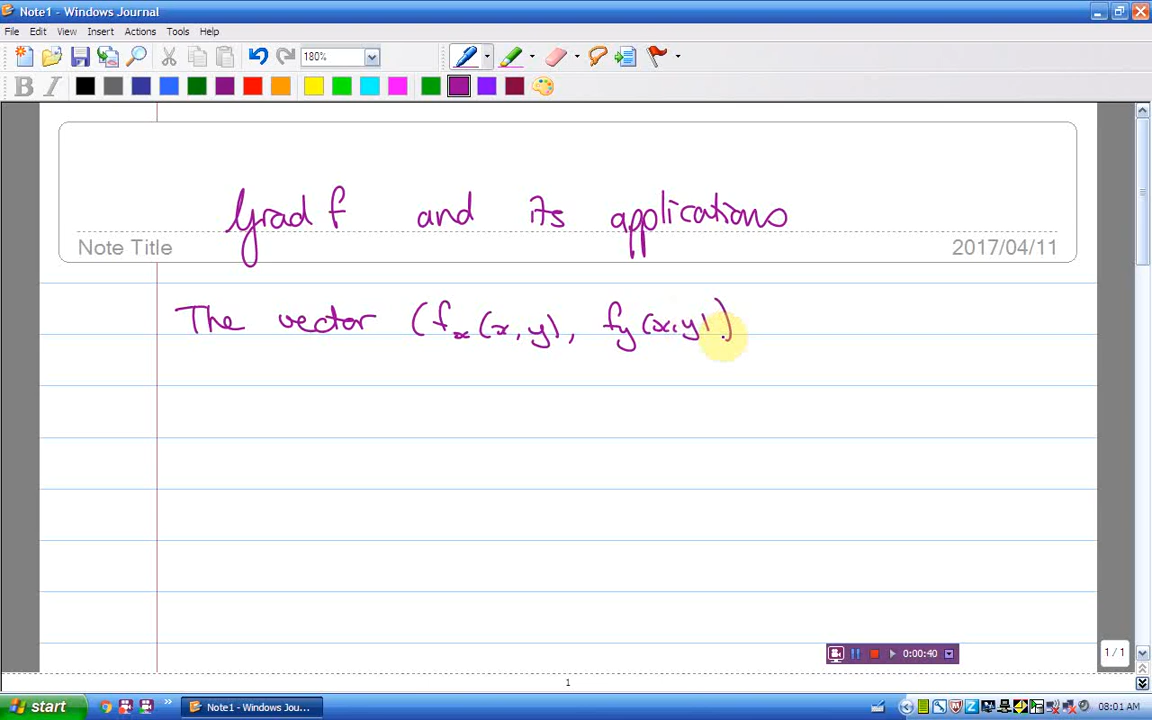 Note1 - Windows Journal
File Edit View Insert Actions Tools Help
180%
B I
Grad f and its applications
Note Title 2017/04/11
The vector (fx(x,y), fy(x,y))
0:00:40
1 / 1
1
start Note1 - Windows Jou... 08:01 AM